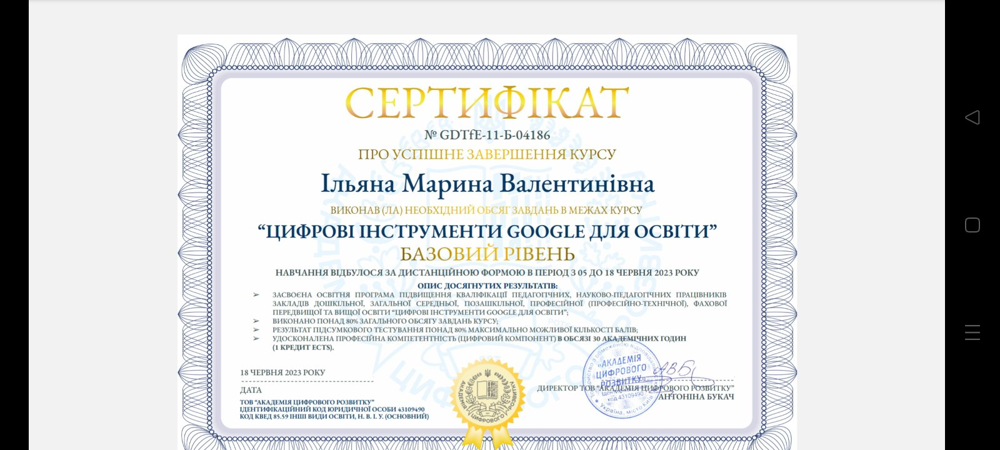 СЕРТИФІКАТ
№ GDTfE-11-Б-04186
ПРО УСПІШНЕ ЗАВЕРШЕННЯ КУРСУ
Ільяна Марина Валентинівна
ВИКОНАВ (ЛА) НЕОБХІДНИЙ ОБСЯГ ЗАВДАНЬ В МЕЖАХ КУРСУ
“ЦИФРОВІ ІНСТРУМЕНТИ GOOGLE ДЛЯ ОСВІТИ”
БАЗОВИЙ РІВЕНЬ
НАВЧАННЯ ВІДБУЛОСЯ ЗА ДИСТАНЦІЙНОЮ ФОРМОЮ В ПЕРІОД З 05 ДО 18 ЧЕРВНЯ 2023 РОКУ
ОПИС ДОСЯГНУТИХ РЕЗУЛЬТАТІВ:
➢ ЗАСВОЄНА ОСВІТНЯ ПРОГРАМА ПІДВИЩЕННЯ КВАЛІФІКАЦІЇ ПЕДАГОГІЧНИХ, НАУКОВО-ПЕДАГОГІЧНИХ ПРАЦІВНИКІВ
ЗАКЛАДІВ ДОШКІЛЬНОЇ, ЗАГАЛЬНОЇ СЕРЕДНЬОЇ, ПОЗАШКІЛЬНОЇ, ПРОФЕСІЙНОЇ (ПРОФЕСІЙНО-ТЕХНІЧНОЇ), ФАХОВОЇ
ПЕРЕДВИЩОЇ ТА ВИЩОЇ ОСВІТИ “ЦИФРОВІ ІНСТРУМЕНТИ GOOGLE ДЛЯ ОСВІТИ”;
➢ ВИКОНАНО ПОНАД 80% ЗАГАЛЬНОГО ОБСЯГУ ЗАВДАНЬ КУРСУ;
➢ РЕЗУЛЬТАТ ПІДСУМКОВОГО ТЕСТУВАННЯ ПОНАД 80% МАКСИМАЛЬНО МОЖЛИВОЇ КІЛЬКОСТІ БАЛІВ;
➢ УДОСКОНАЛЕНА ПРОФЕСІЙНА КОМПЕТЕНТНІСТЬ (ЦИФРОВИЙ КОМПОНЕНТ) В ОБСЯЗІ 30 АКАДЕМІЧНИХ ГОДИН
(1 КРЕДИТ ECTS).
18 ЧЕРВНЯ 2023 РОКУ
ДАТА
ТОВ “АКАДЕМІЯ ЦИФРОВОГО РОЗВИТКУ”
ІДЕНТИФІКАЦІЙНИЙ КОД ЮРИДИЧНОЇ ОСОБИ 43109490
КОД КВЕД 85.59 ІНШІ ВИДИ ОСВІТИ, Н. В. І. У. (ОСНОВНИЙ)
АКАДЕМІЯ ЦИФРОВОГО РОЗВИТКУ
Товариство з обмеженою відповідальністю
“АКАДЕМІЯ
ЦИФРОВОГО
РОЗВИТКУ”
код 43109490
Україна, місто Київ
ДИРЕКТОР ТОВ “АКАДЕМІЯ ЦИФРОВОГО РОЗВИТКУ”
АНТОНІНА БУКАЧ